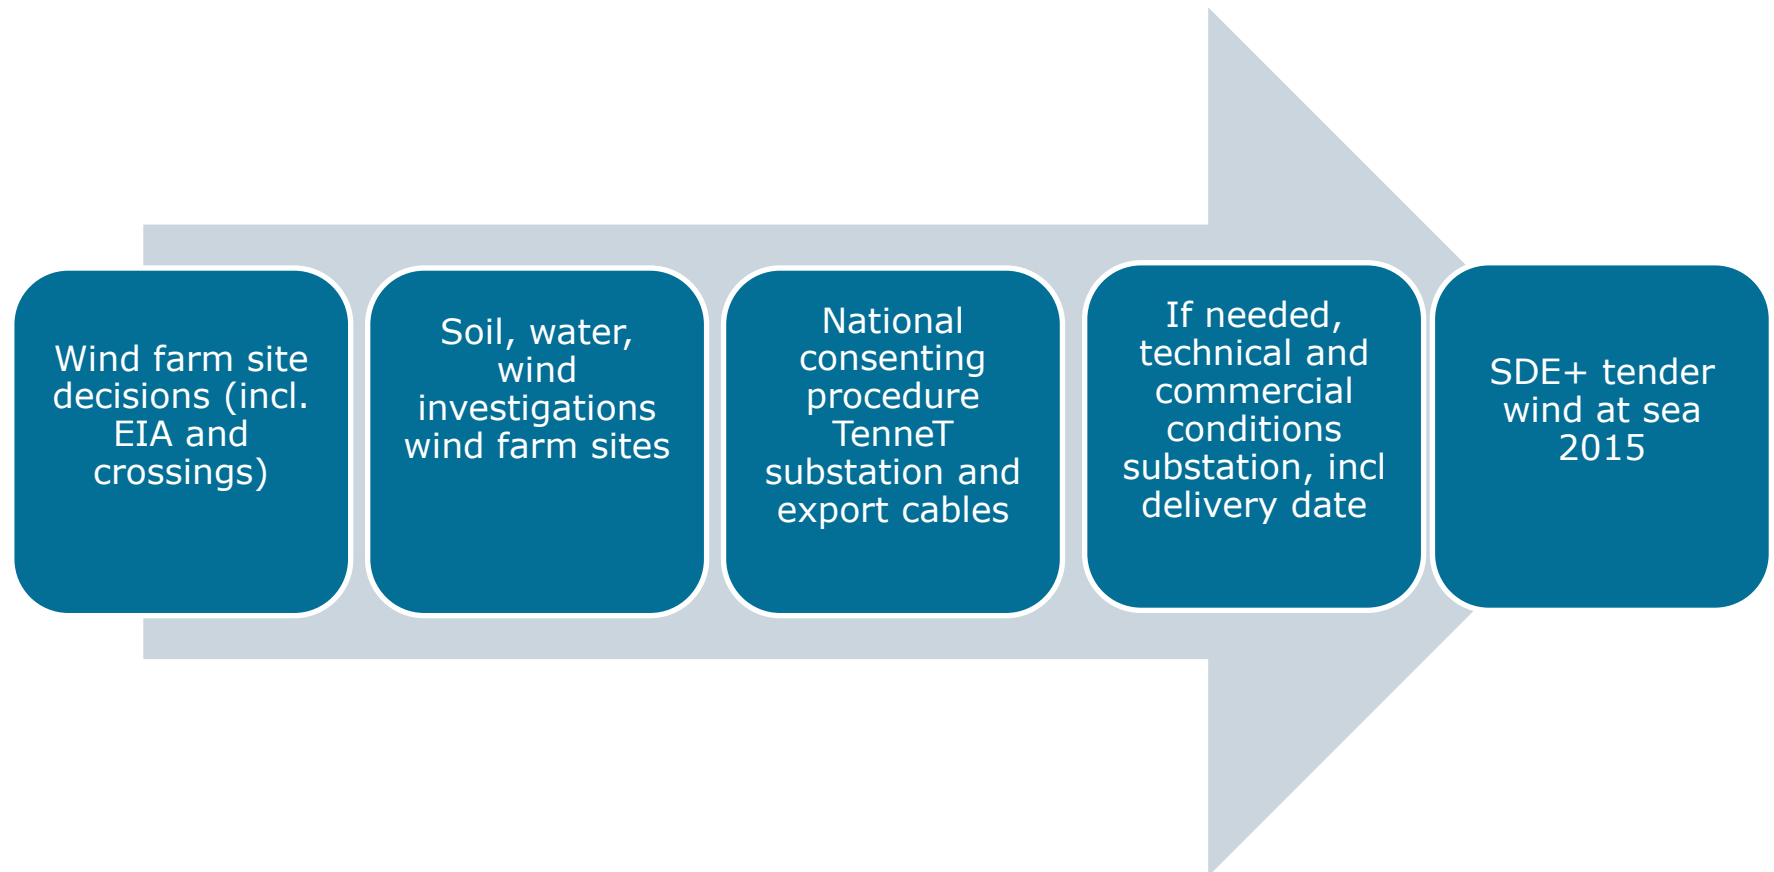 Wind farm site
decisions (incl.
EIA and
crossings)
Soil, water,
wind
investigations
wind farm sites
National
consenting
procedure
TenneT
substation and
export cables
If needed,
technical and
commercial
conditions
substation, incl
delivery date
SDE+ tender
wind at sea
2015